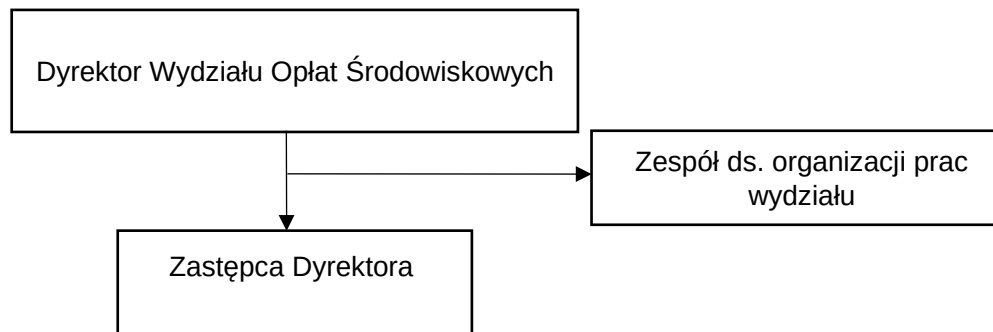 Dyrektor Wydziału Opłat Środowiskowych
Zespół ds. organizacji prac
wydziału
Zastępca Dyrektora